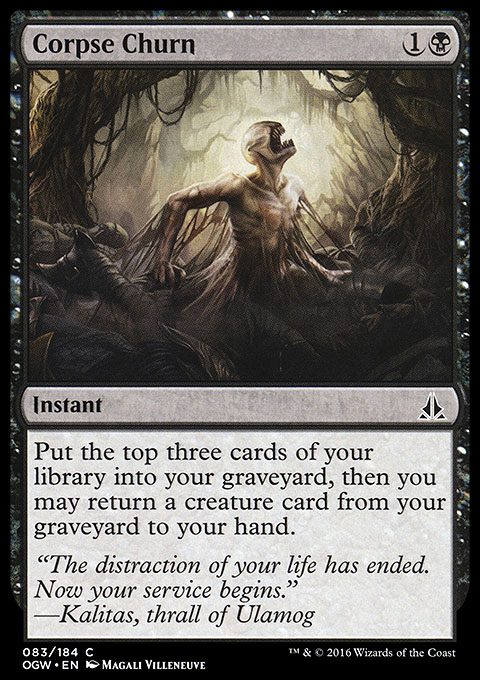 Corpse Churn 1
Instant
Put the top three cards of your
library into your graveyard, then you
may return a creature card from your
graveyard to your hand.
“The distraction of your life has ended.
Now your service begins.”
—Kalitas, thrall of Ulamog
083/184 C
OGW • EN MAGALI VILLENEUVE
™ & © 2016 Wizards of the Coast